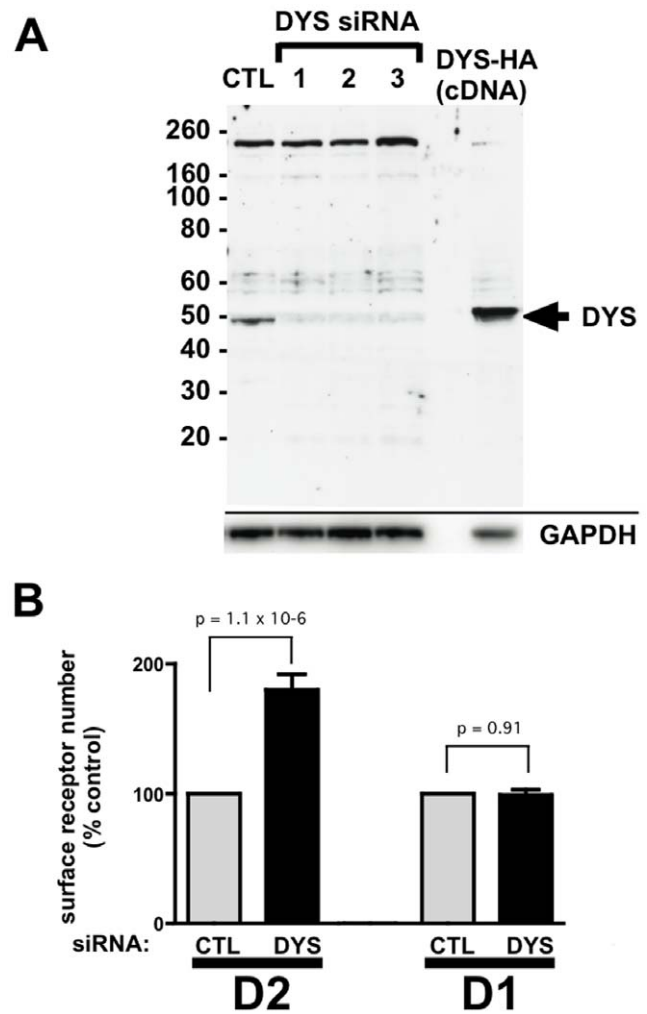 A
DYS siRNA
CTL 1 2 3
DYS-HA
(cDNA)
260 -
160 -
100 -
80 -
60 -
50 -
40 -
30 -
20 -
DYS
GAPDH
B
p = 1.1 x 10-6
p = 0.91
surface receptor number
(% control)
200
100
0
siRNA: CTL DYS CTL DYS
D2 D1